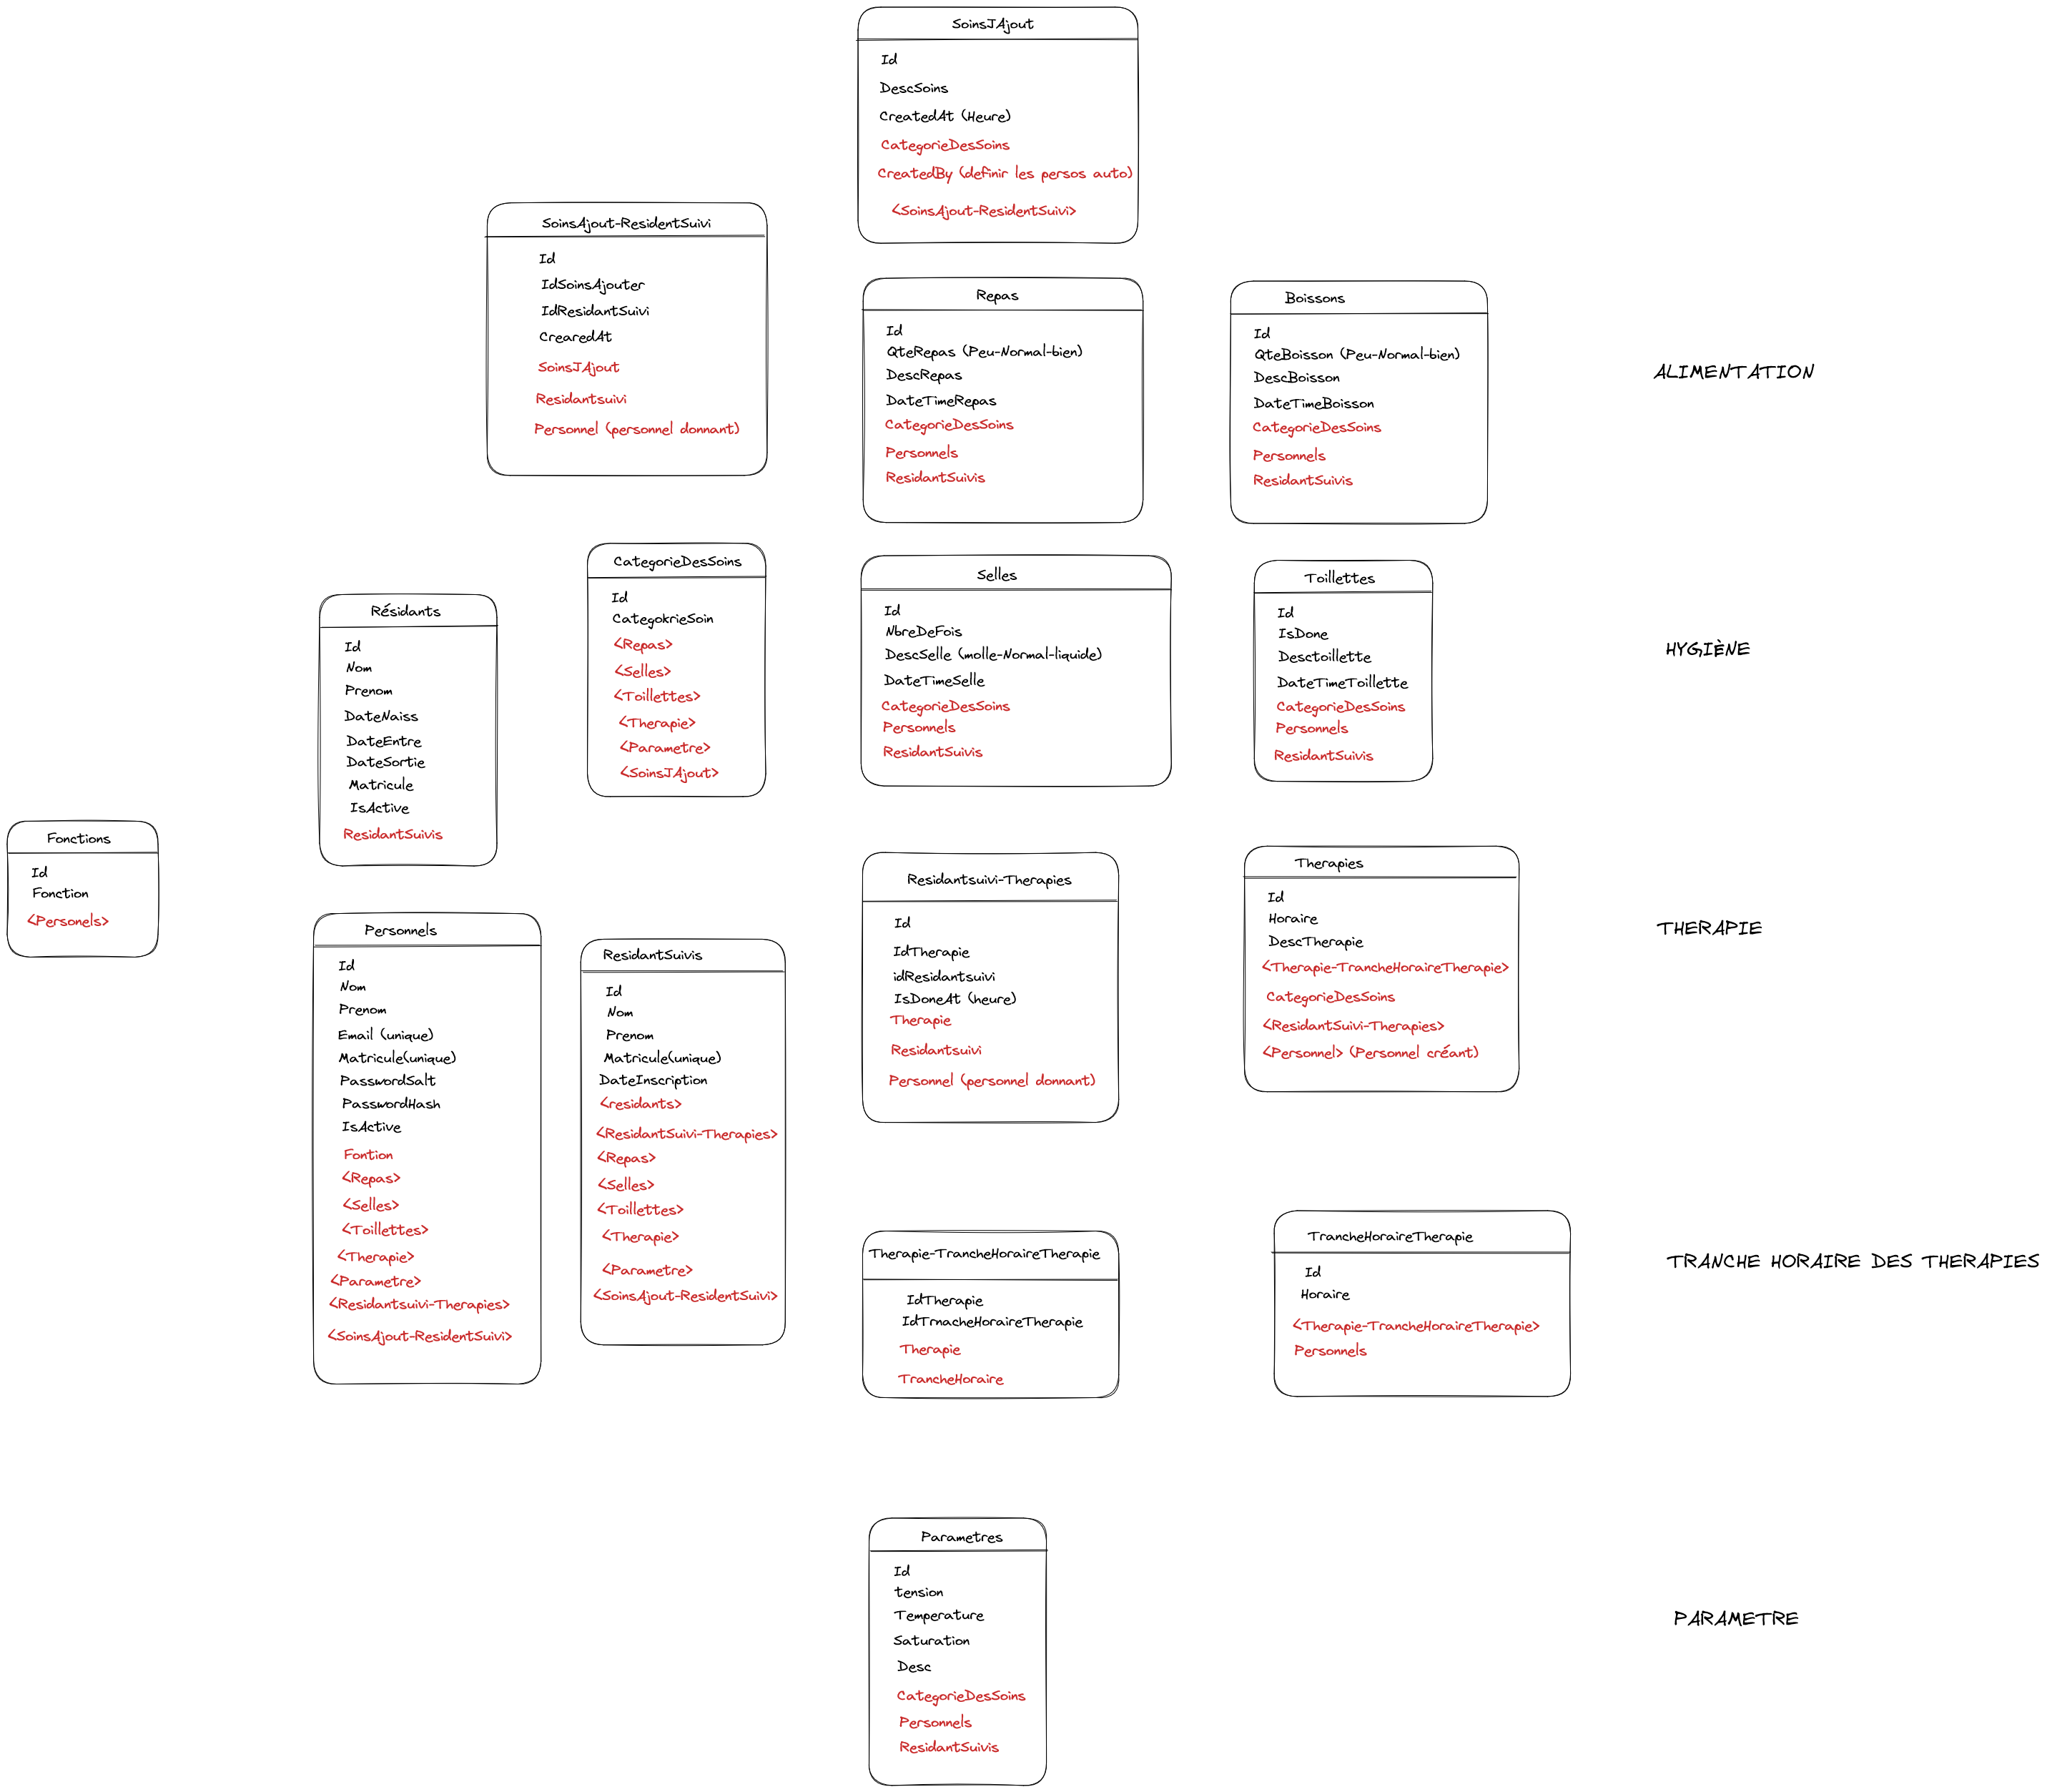 SoinsJAjout
Id
DescSoins
CreatedAt (Heure)
CategorieDesSoins
CreatedBy (definir les persos auto)
<SoinsAjout-ResidentSuivi>
SoinsAjout-ResidentSuivi
Id
IdSoinsAjouter
IdResidantSuivi
CrearedAt
SoinsJAjout
Residantsuivi
Personnel (personnel donnant)
Repas
Id
QteRepas (Peu-Normal-bien)
DescRepas
DateTimeRepas
CategorieDesSoins
Personnels
ResidantSuivis
Boissons
Id
QteBoisson (Peu-Normal-bien)
DescBoisson
DateTimeBoisson
CategorieDesSoins
Personnels
ResidantSuivis
ALIMENTATION
CategorieDesSoins
Id
CategokrieSoin
<Repas>
<Selles>
<Toillettes>
<Therapie>
<Parametre>
<SoinsJAjout>
Selles
Id
NbreDeFois
DescSelle (molle-Normal-liquide)
DateTimeSelle
CategorieDesSoins
Personnels
ResidantSuivis
Toillettes
Id
IsDone
Desctoillette
DateTimeToillette
CategorieDesSoins
Personnels
ResidantSuivis
HYGIÈNE
Résidants
Id
Nom
Prenom
DateNaiss
DateEntre
DateSortie
Matricule
IsActive
ResidantSuivis
Fonctions
Id
Fonction
<Personels>
Personnels
Id
Nom
Prenom
Email (unique)
Matricule(unique)
PasswordSalt
PasswordHash
IsActive
Fontion
<Repas>
<Selles>
<Toillettes>
<Therapie>
<Parametre>
<Residantsuivi-Therapies>
<SoinsAjout-ResidentSuivi>
ResidantSuivis
Id
Nom
Prenom
Matricule(unique)
DateInscription
<residants>
<ResidantSuivi-Therapies>
<Repas>
<Selles>
<Toillettes>
<Therapie>
<Parametre>
<SoinsAjout-ResidentSuivi>
Residantsuivi-Therapies
Id
IdTherapie
idResidantsuivi
IsDoneAt (heure)
Therapie
Residantsuivi
Personnel (personnel donnant)
Therapies
Id
Horaire
DescTherapie
<Therapie-TrancheHoraireTherapie>
CategorieDesSoins
<ResidantSuivi-Therapies>
<Personnel> (Personnel créant)
THERAPIE
Therapie-TrancheHoraireTherapie
IdTherapie
IdTrnacheHoraireTherapie
Therapie
TrancheHoraire
TrancheHoraireTherapie
Id
Horaire
<Therapie-TrancheHoraireTherapie>
Personnels
TRANCHE HORAIRE DES THERAPIES
Parametres
Id
tension
Temperature
Saturation
Desc
CategorieDesSoins
Personnels
ResidantSuivis
PARAMETRE